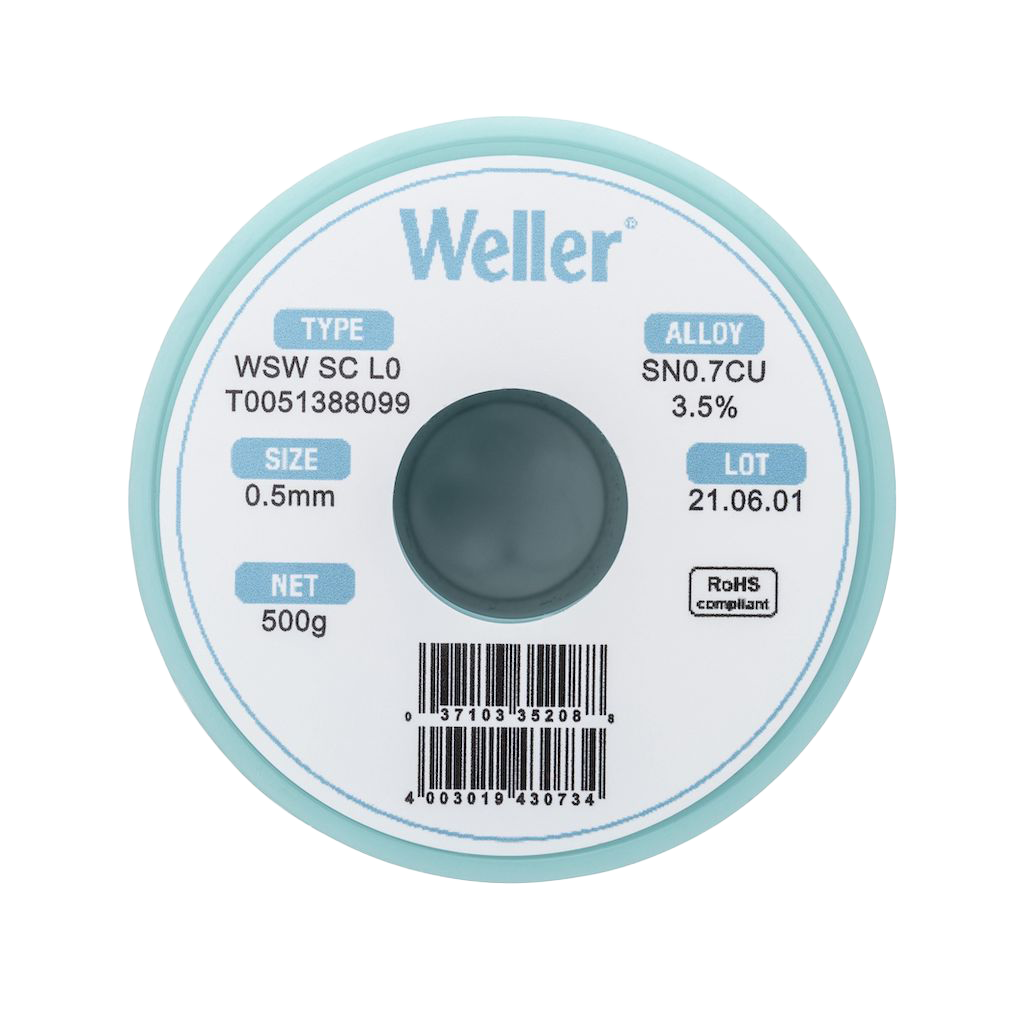 Weller®
TYPE
WSW SC L0
T0051388099
ALLOY
SN0.7CU
3.5%
SIZE
0.5mm
LOT
21.06.01
NET
500g
RoHS
compliant
0 37103 35208 8
4 003019 430734